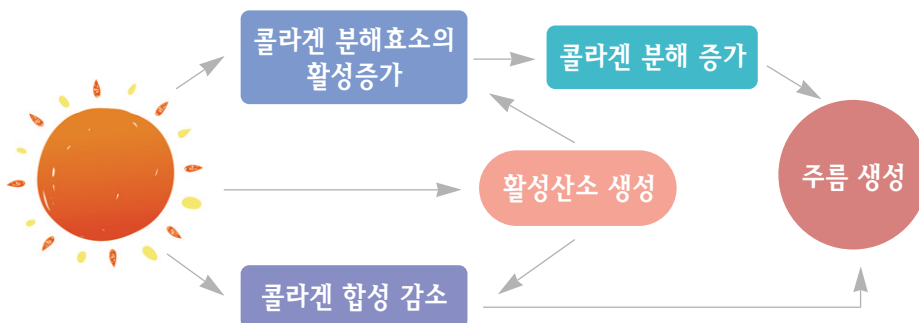 콜라겐 분해효소의
활성증가
콜라겐 분해 증가
활성산소 생성
주름 생성
콜라겐 합성 감소